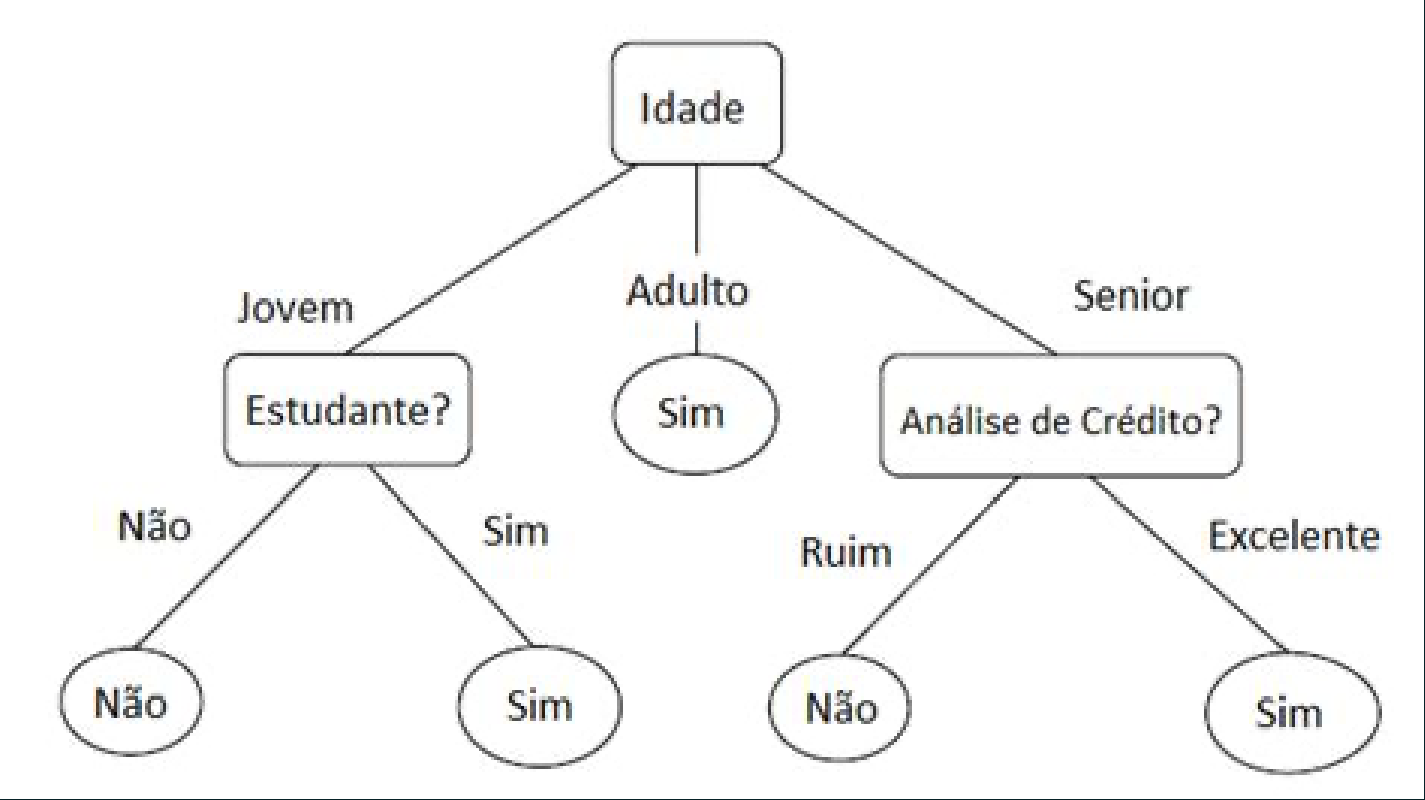 Idade
Jovem
Adulto
Senior
Estudante?
Sim
Análise de Crédito?
Não
Sim
Ruim
Excelente
Não
Sim
Não
Sim